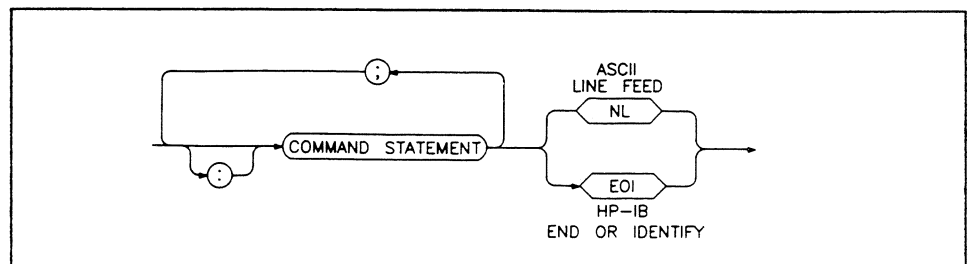 ;
ASCII
LINE FEED
NL
COMMAND STATEMENT
:
EOI
HP-IB
END OR IDENTIFY